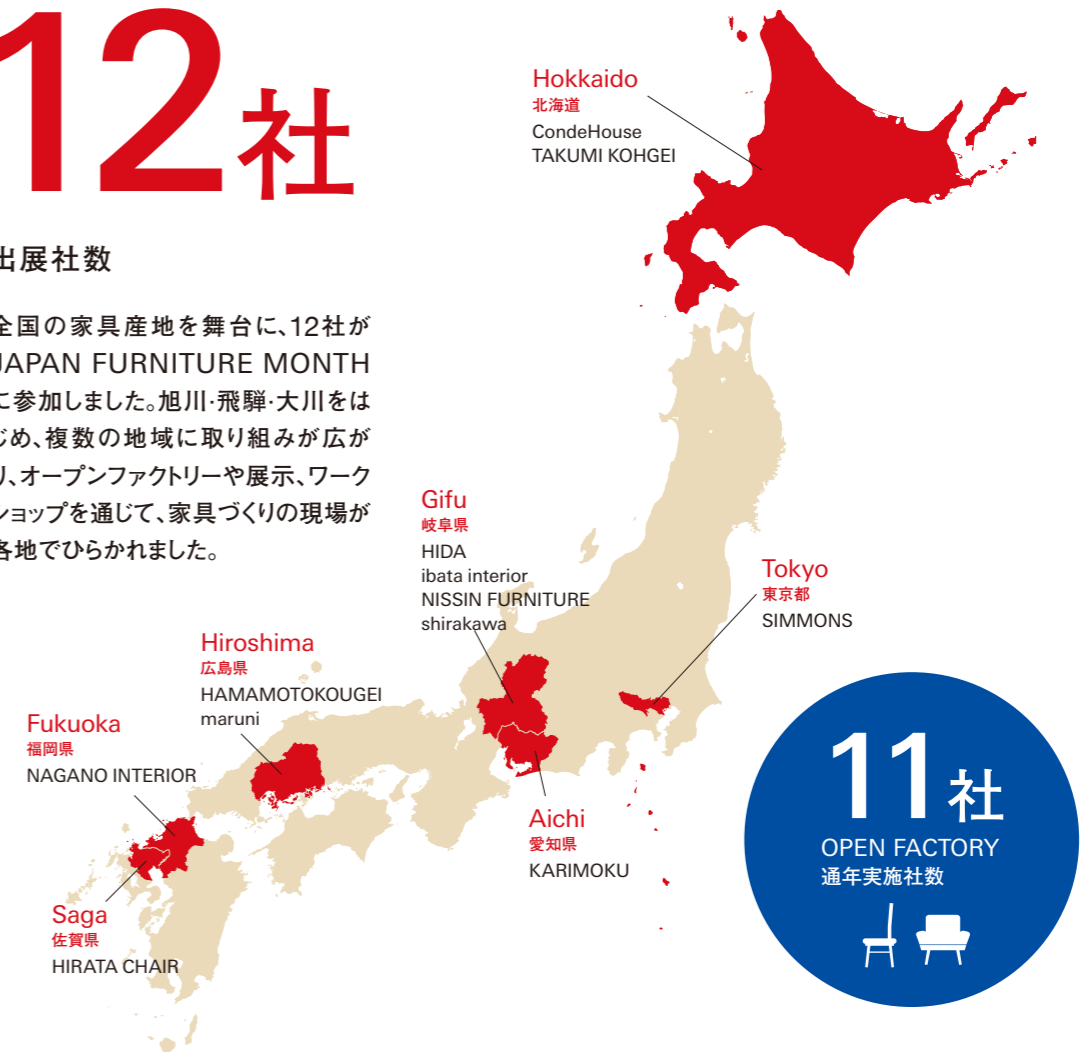 12社
出展社数
全国の家具産地を舞台に、12社が
JAPAN FURNITURE MONTH
に参加しました。旭川·飛騨·大川をは
じめ、複数の地域に取り組みが広が
り、オープンファクトリーや展示、ワーク
ショップを通じて、家具づくりの現場が
各地でひらかれました。
Hokkaido
北海道
CondeHouse
TAKUMI KOHGEI
Gifu
岐阜県
HIDA
ibata interior
NISSIN FURNITURE
shirakawa
Tokyo
東京都
SIMMONS
Hiroshima
広島県
HAMAMOTOKOUGEI
maruni
Fukuoka
福岡県
NAGANO INTERIOR
Aichi
愛知県
KARIMOKU
Saga
佐賀県
HIRATA CHAIR
11社
OPEN FACTORY
通年実施社数